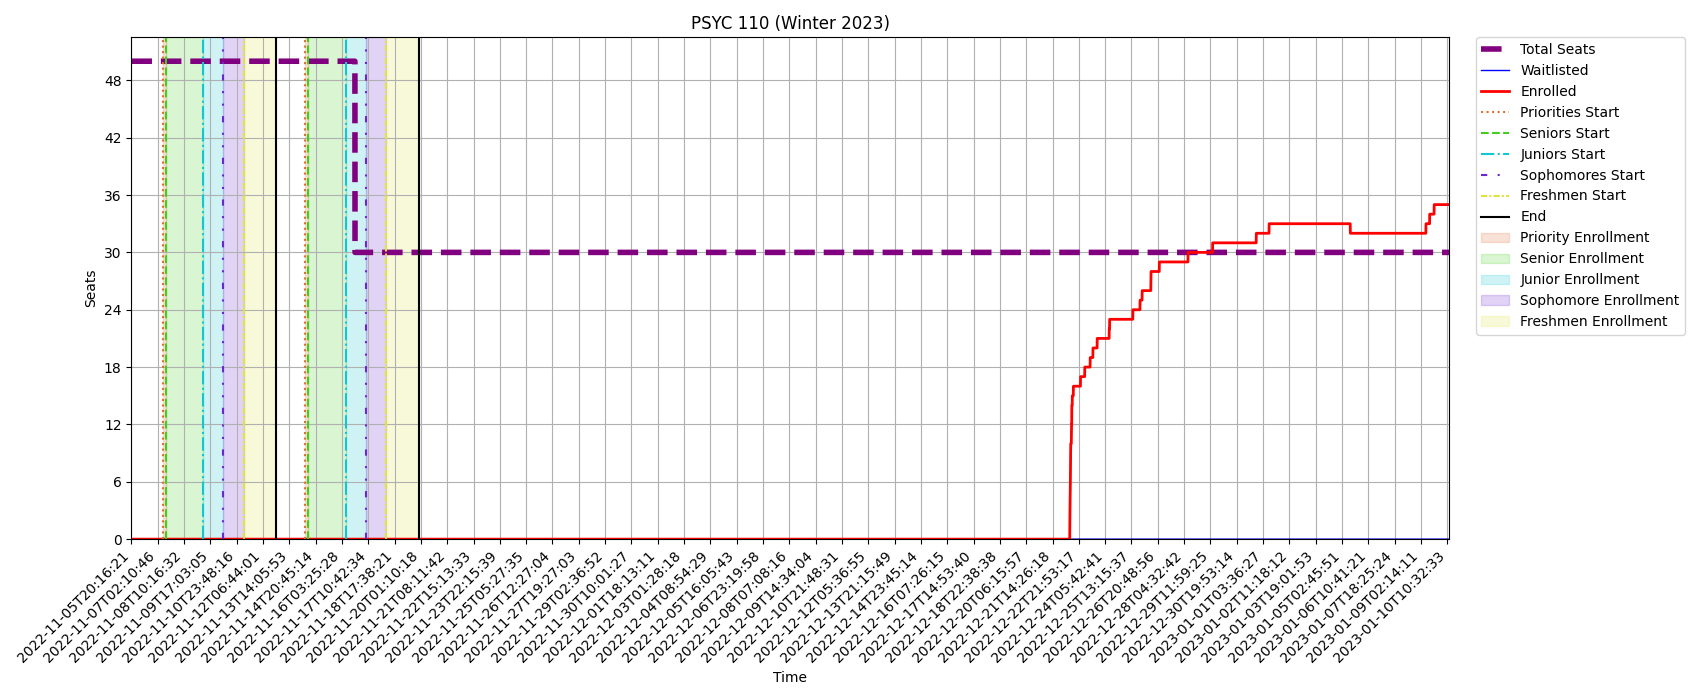 PSYC 110 (Winter 2023)
Seats
48
42
36
30
24
18
12
6
0
2022-11-05T20:16:21
2022-11-07T02:10:46
2022-11-08T10:16:32
2022-11-09T17:03:05
2022-11-10T23:48:16
2022-11-12T06:44:01
2022-11-13T14:05:53
2022-11-14T20:45:14
2022-11-16T03:25:28
2022-11-17T10:42:34
2022-11-18T17:38:21
2022-11-20T01:10:18
2022-11-21T08:11:42
2022-11-22T15:13:33
2022-11-23T22:15:39
2022-11-25T05:27:35
2022-11-26T12:27:04
2022-11-27T19:27:03
2022-11-29T02:36:52
2022-11-30T10:01:27
2022-12-01T18:13:11
2022-12-03T01:28:18
2022-12-04T08:54:29
2022-12-05T16:05:43
2022-12-06T23:19:58
2022-12-08T07:08:16
2022-12-09T14:34:04
2022-12-10T21:48:31
2022-12-12T05:36:55
2022-12-13T21:15:49
2022-12-14T23:45:14
2022-12-16T07:26:15
2022-12-17T14:53:40
2022-12-18T22:38:38
2022-12-20T06:15:57
2022-12-21T14:26:18
2022-12-22T21:53:17
2022-12-24T05:42:41
2022-12-25T13:15:37
2022-12-26T20:48:56
2022-12-28T04:32:42
2022-12-29T11:59:25
2022-12-30T19:53:14
2023-01-01T03:36:27
2023-01-02T11:18:12
2023-01-03T19:01:53
2023-01-05T02:45:51
2023-01-06T10:41:21
2023-01-07T18:25:24
2023-01-09T02:14:11
2023-01-10T10:32:33
Time
Total Seats
Waitlisted
Enrolled
Priorities Start
Seniors Start
Juniors Start
Sophomores Start
Freshmen Start
End
Priority Enrollment
Senior Enrollment
Junior Enrollment
Sophomore Enrollment
Freshmen Enrollment